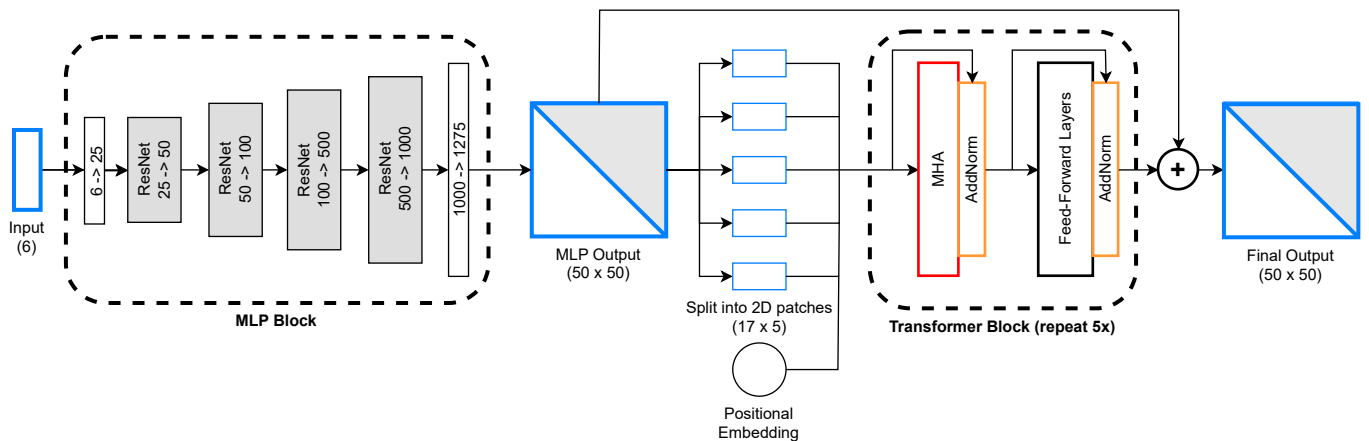 Input
(6)
6 -> 25
ResNet
25 -> 50
ResNet
50 -> 100
ResNet
100 -> 500
ResNet
500 -> 1000
1000 -> 1275
MLP Block
MLP Output
(50 x 50)
Split into 2D patches
(17 x 5)
Positional
Embedding
MHA
AddNorm
Feed-Forward Layers
AddNorm
Transformer Block (repeat 5x)
+
Final Output
(50 x 50)